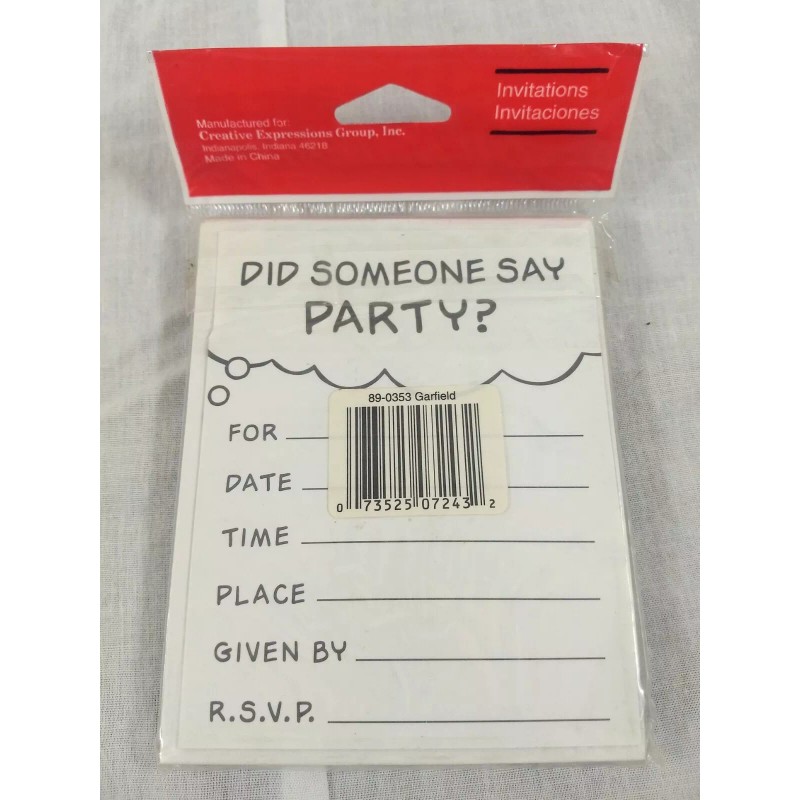 Invitations
Invitaciones
Manufactured for:
Creative Expressions Group, Inc.
Indianapolis, Indiana 46218
Made in China
DID SOMEONE SAY
PARTY?
89-0353 Garfield
0 73525 07243 2
FOR
DATE
TIME
PLACE
GIVEN BY
R.S.V.P.